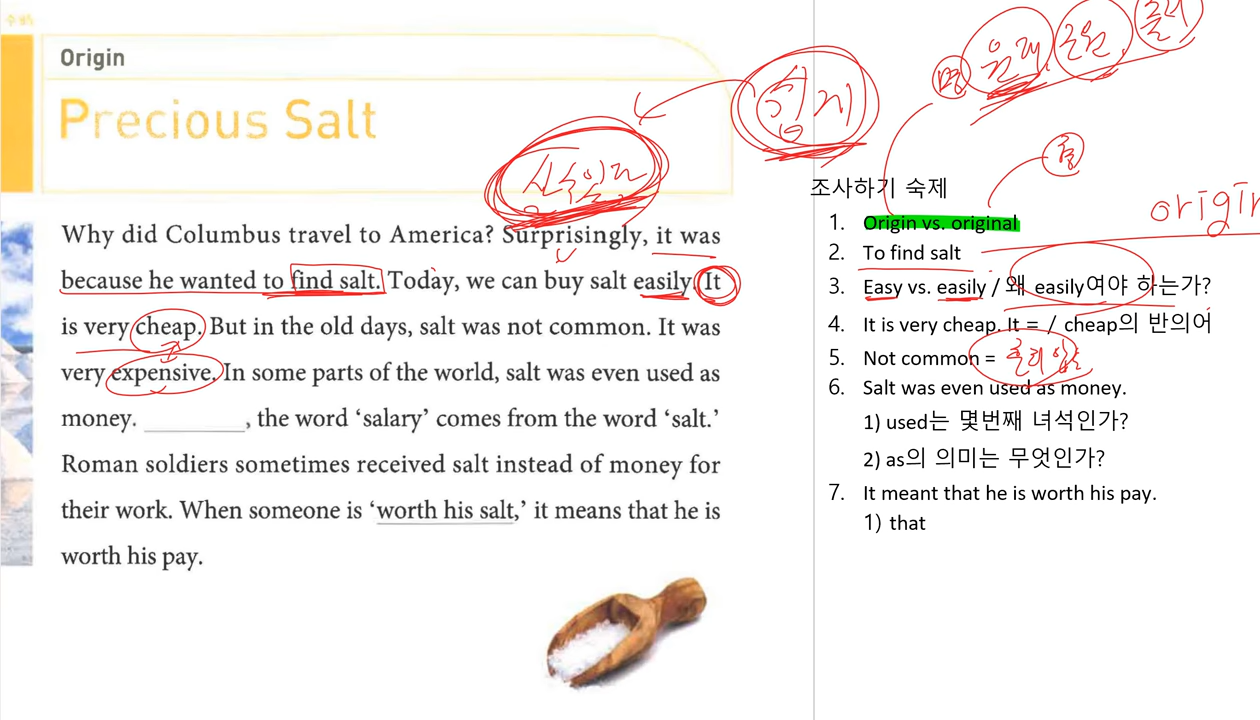 Origin
Precious Salt
Why did Columbus travel to America? Surprisingly, it was
because he wanted to find salt. Today, we can buy salt easily. It
is very cheap. But in the old days, salt was not common. It was
very expensive. In some parts of the world, salt was even used as
money. __________, the word ‘salary’ comes from the word ‘salt.’
Roman soldiers sometimes received salt instead of money for
their work. When someone is ‘worth his salt,’ it means that he is
worth his pay.
쉽게
명 유래, 근원, 출처
형
조사하기 숙제
1. Origin vs. original
origin
2. To find salt
3. Easy vs. easily / 왜 easily여야 하는가?
4. It is very cheap. It = / cheap의 반의어
5. Not common =
6. Salt was even used as money.
1) used는 몇번째 녀석인가?
2) as의 의미는 무엇인가?
7. It meant that he is worth his pay.
1) that